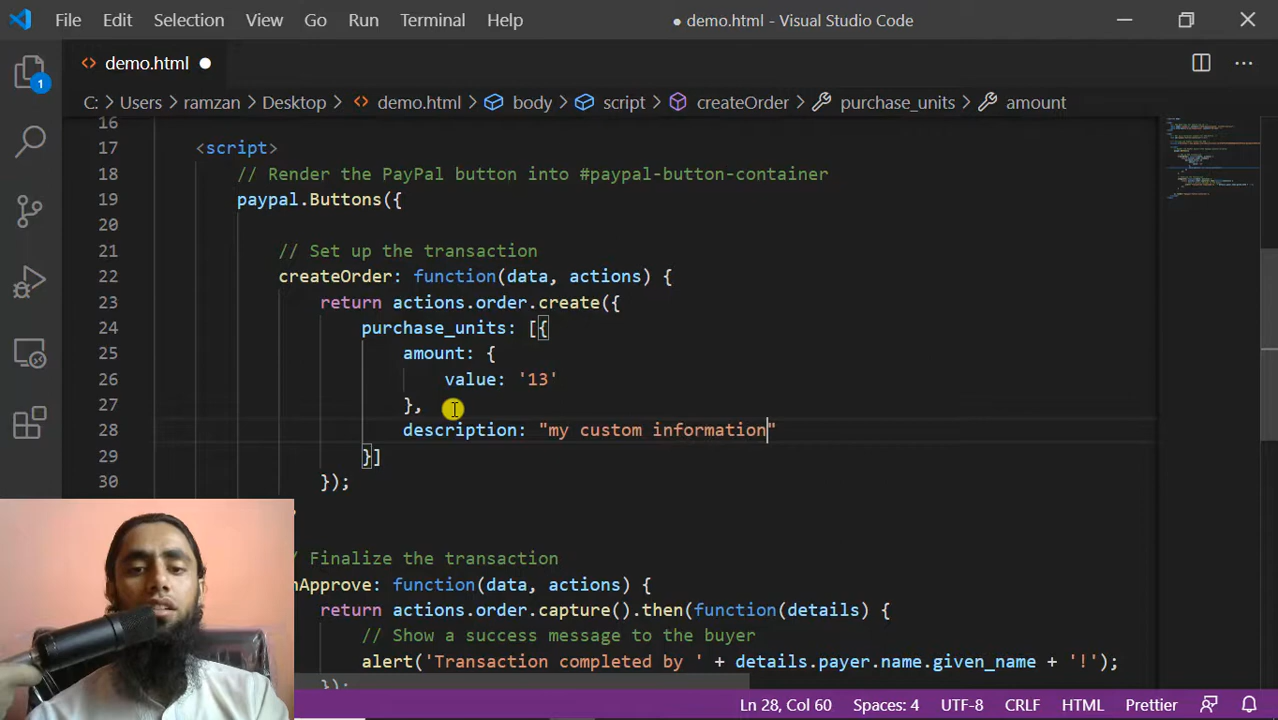 File Edit Selection View Go Run Terminal Help ● demo.html - Visual Studio Code
demo.html
1
C: > Users > ramzan > Desktop > demo.html > body > script > createOrder > purchase_units > amount
16
17 <script>
18 // Render the PayPal button into #paypal-button-container
19 paypal.Buttons({
20
21 // Set up the transaction
22 createOrder: function(data, actions) {
23 return actions.order.create({
24 purchase_units: [{
25 amount: {
26 value: '13'
27 },
28 description: "my custom information"
29 }]
30 });
/ Finalize the transaction
nApprove: function(data, actions) {
return actions.order.capture().then(function(details) {
// Show a success message to the buyer
alert('Transaction completed by ' + details.payer.name.given_name + '!');
});
Ln 28, Col 60 Spaces: 4 UTF-8 CRLF HTML Prettier